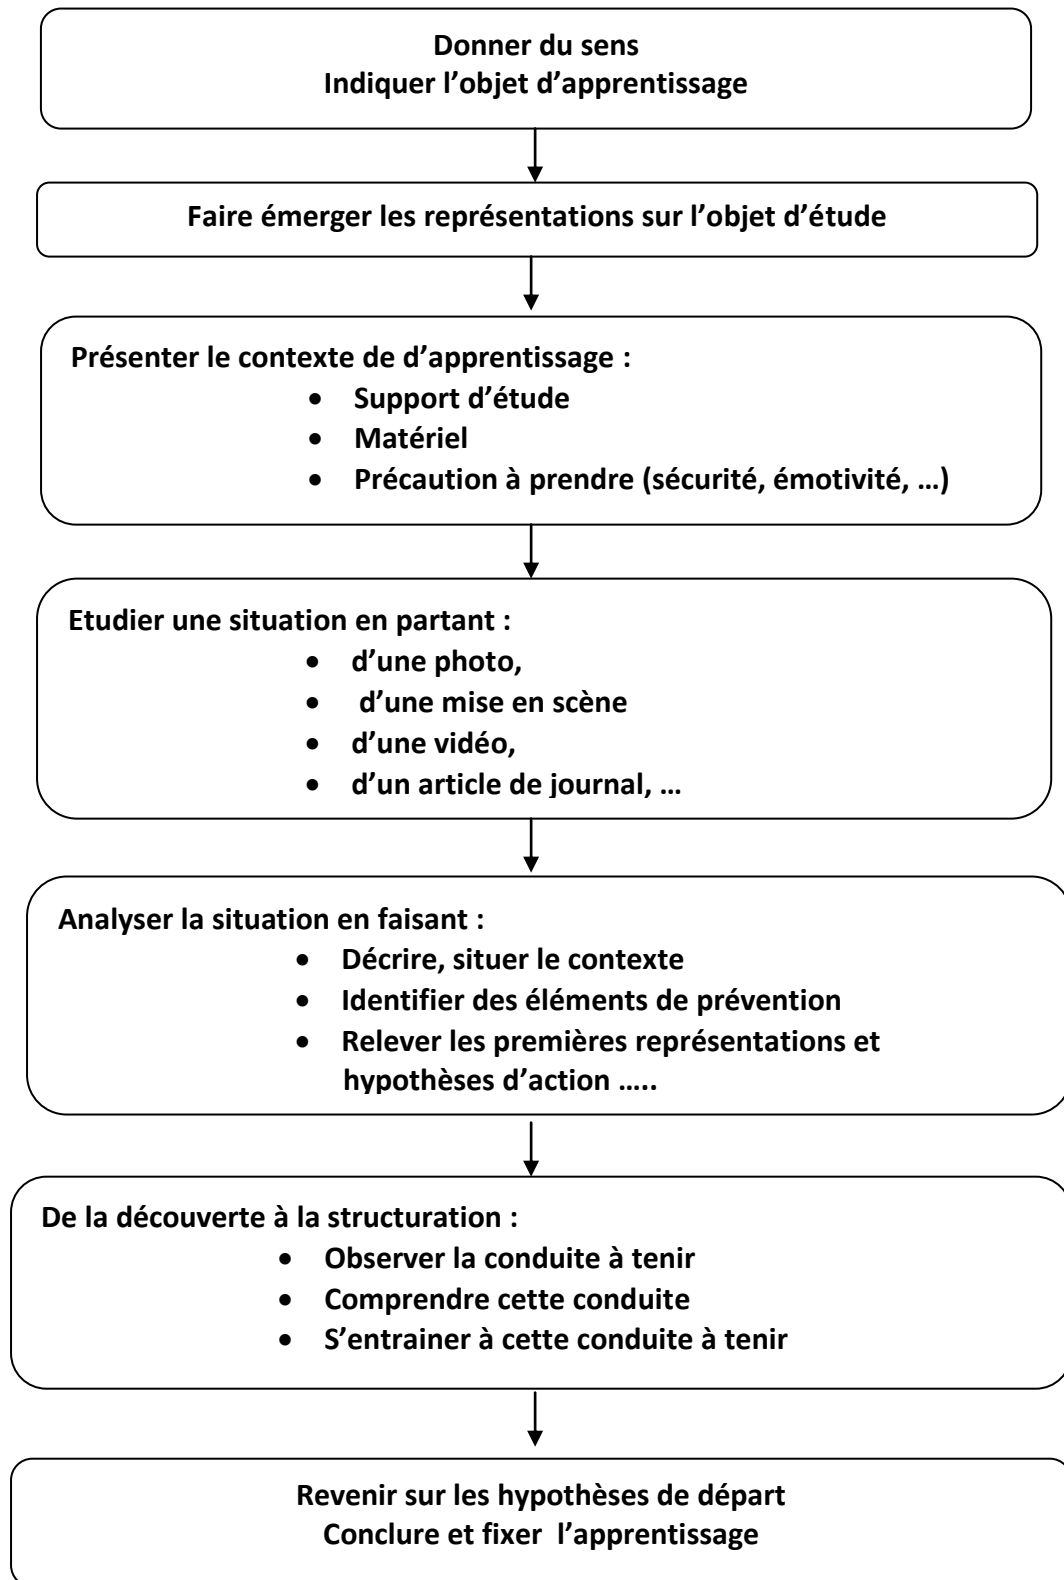 Donner du sens
Indiquer l’objet d’apprentissage
Faire émerger les représentations sur l’objet d’étude
Présenter le contexte de d’apprentissage :
• Support d’étude
• Matériel
• Précaution à prendre (sécurité, émotivité, …)
Etudier une situation en partant :
• d’une photo,
• d’une mise en scène
• d’une vidéo,
• d’un article de journal, …
Analyser la situation en faisant :
• Décrire, situer le contexte
• Identifier des éléments de prévention
• Relever les premières représentations et
hypothèses d’action …..
De la découverte à la structuration :
• Observer la conduite à tenir
• Comprendre cette conduite
• S’entrainer à cette conduite à tenir
Revenir sur les hypothèses de départ
Conclure et fixer l’apprentissage